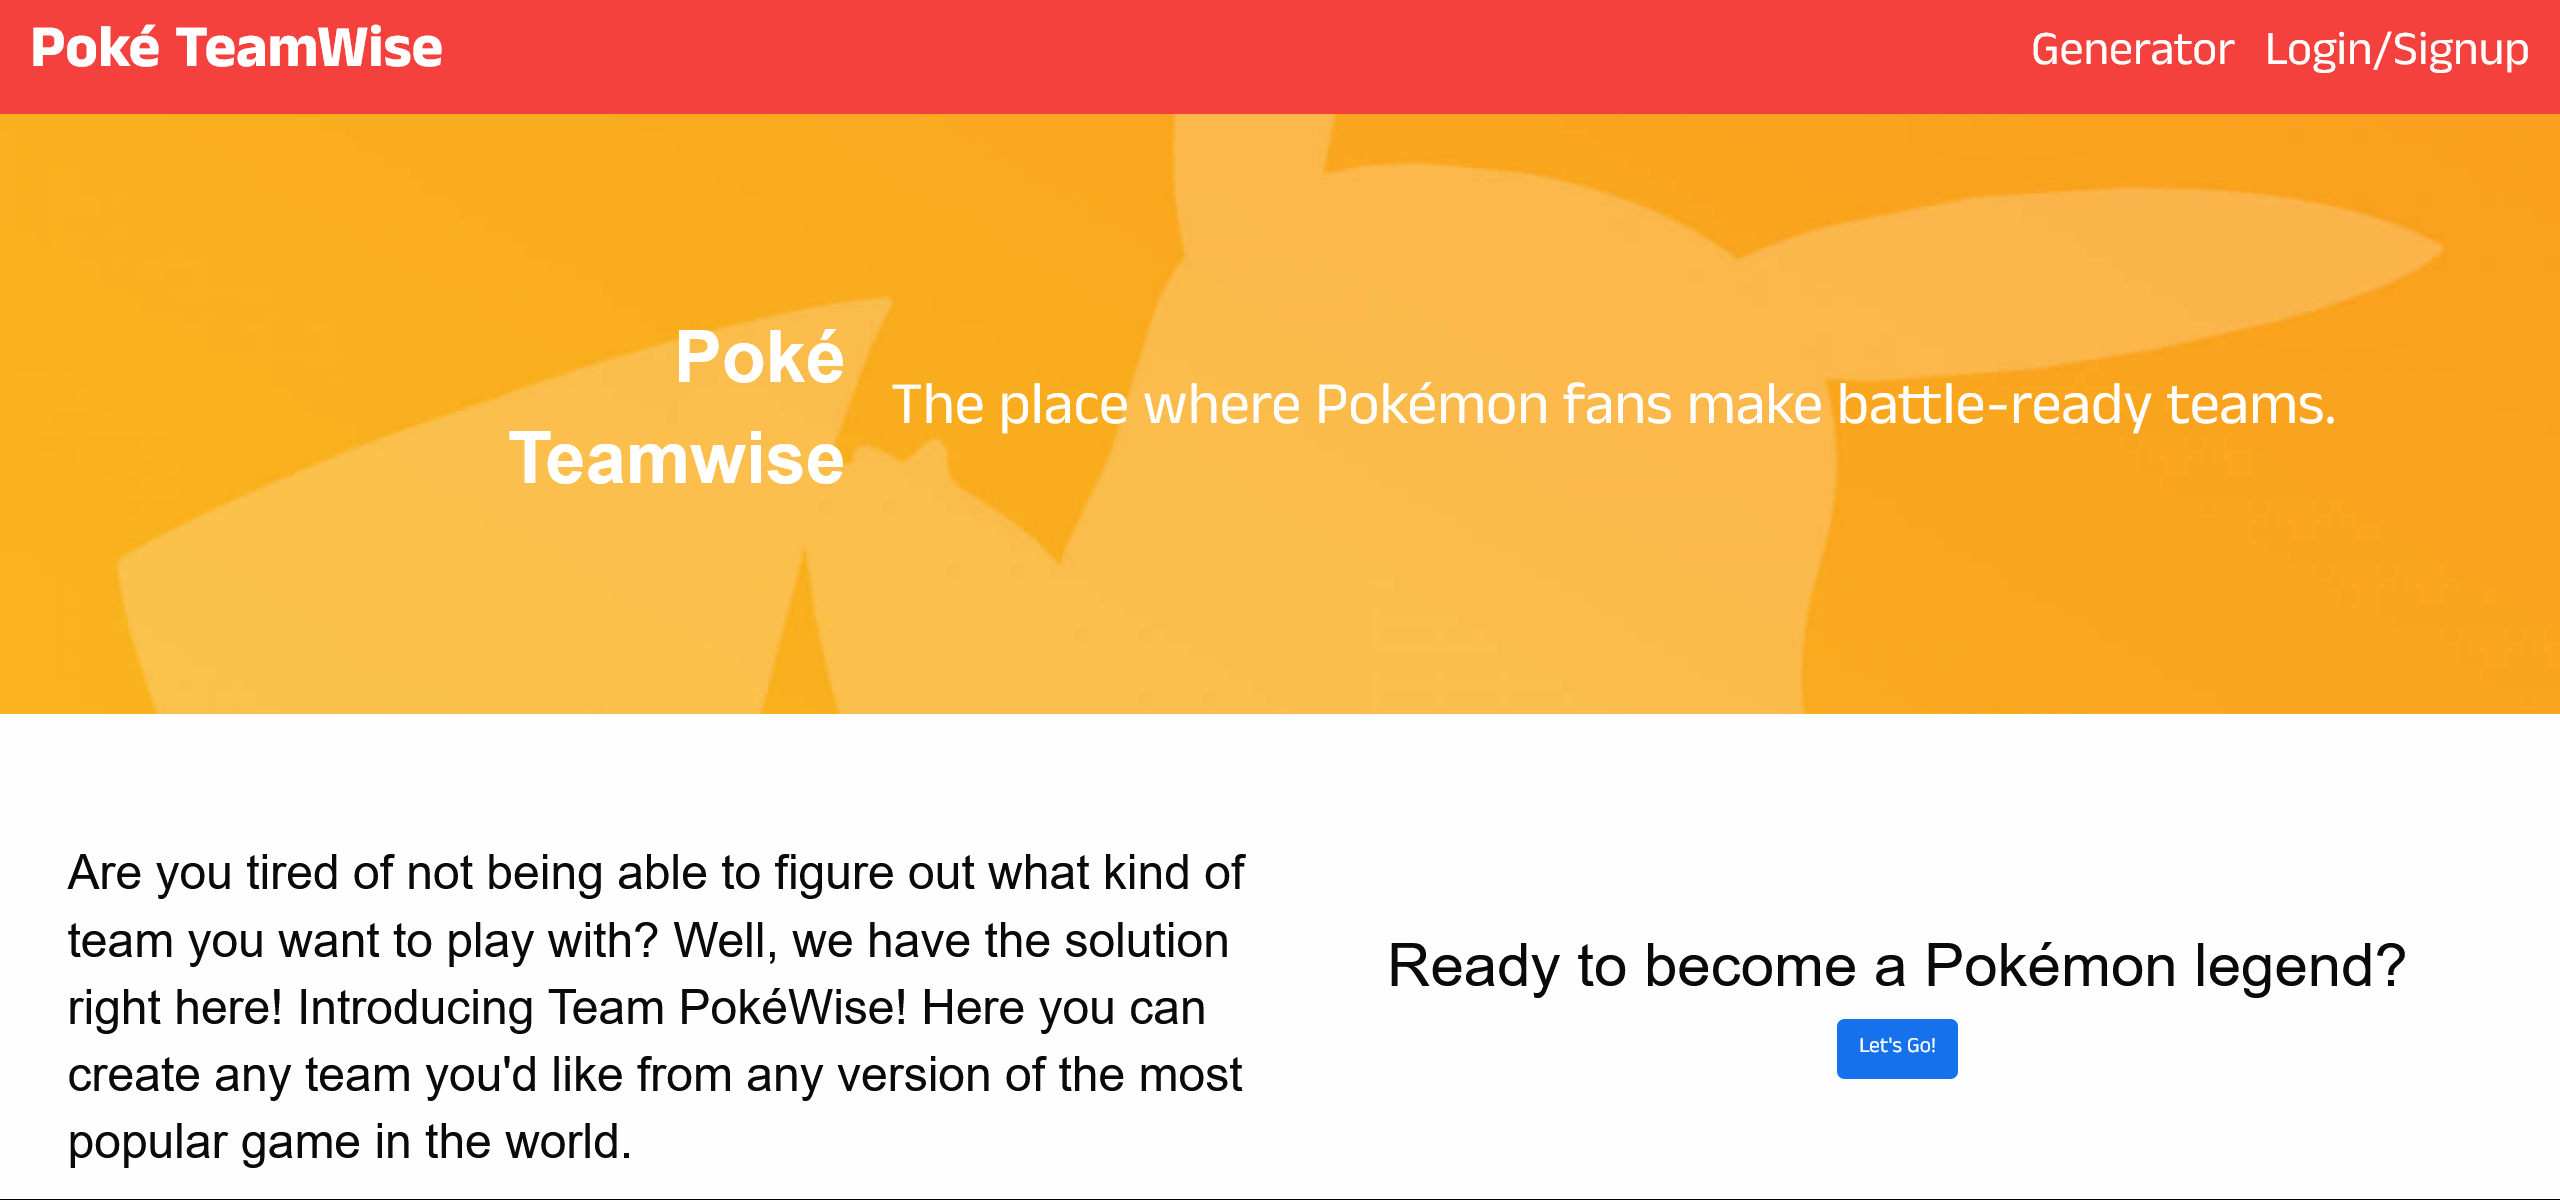 Poké TeamWise
Generator Login/Signup
Poké
Teamwise
The place where Pokémon fans make battle-ready teams.
Are you tired of not being able to figure out what kind of
team you want to play with? Well, we have the solution
right here! Introducing Team PokéWise! Here you can
create any team you'd like from any version of the most
popular game in the world.
Ready to become a Pokémon legend?
Let's Go!